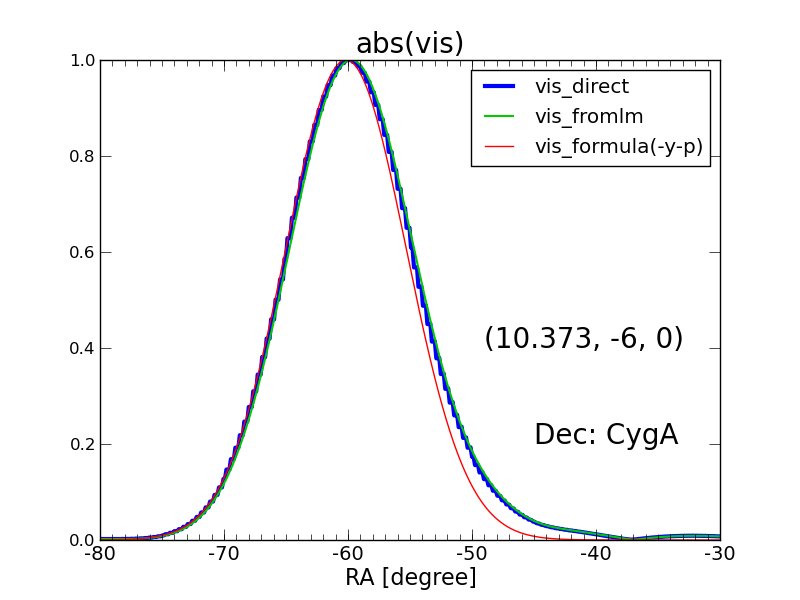 abs(vis)
1.0
0.8
0.6
0.4
0.2
0.0
vis_direct
vis_fromlm
vis_formula(-y-p)
(10.373, -6, 0)
Dec: CygA
-80 -70 -60 -50 -40 -30
RA [degree]